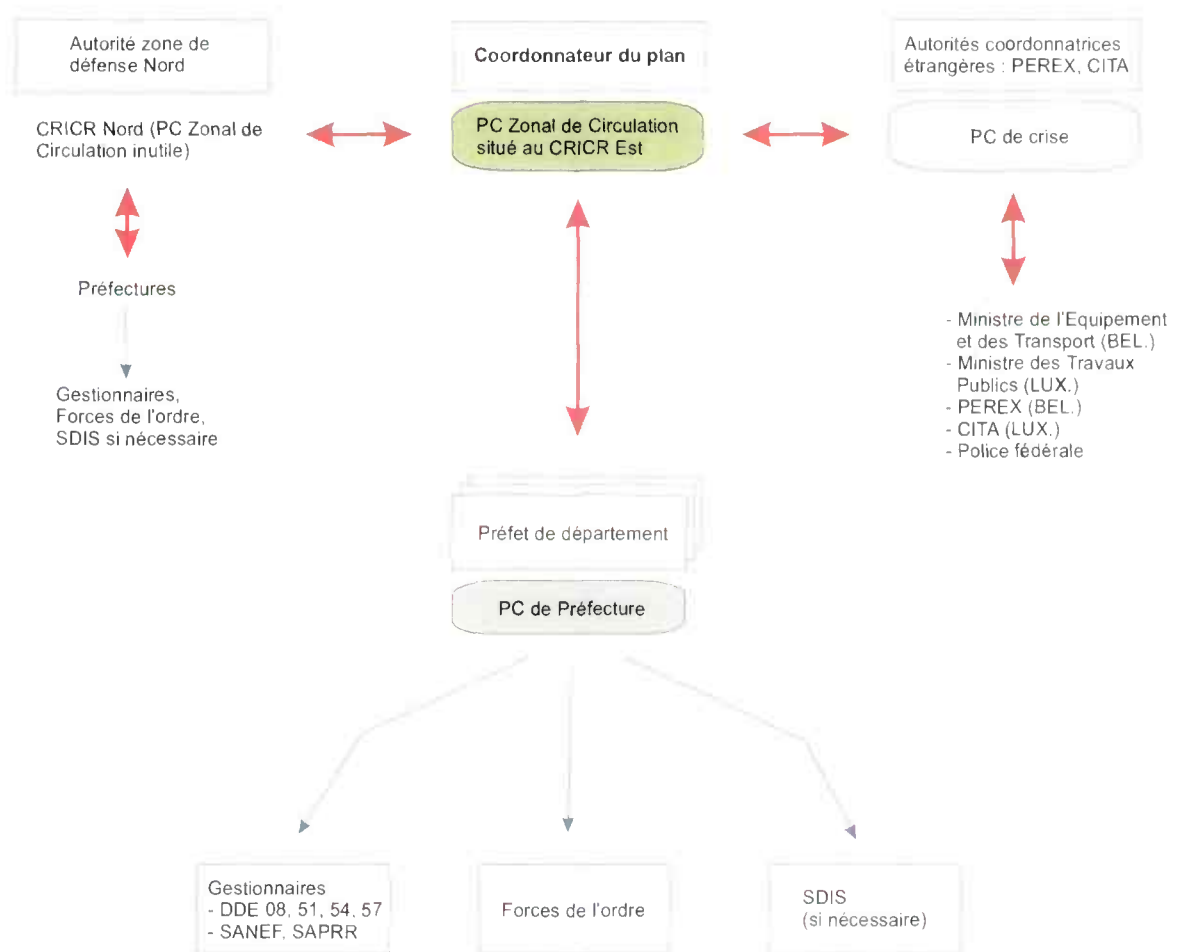 Autorité zone de
défense Nord
Coordonnateur du plan
Autorités coordonnatrices
étrangères : PEREX, CITA
CRICR Nord (PC Zonal de
Circulation inutile)
PC Zonal de Circulation
situé au CRICR Est
PC de crise
Préfectures
Gestionnaires,
Forces de l'ordre,
SDIS si nécessaire
- Ministre de l'Equipement
et des Transport (BEL.)
- Ministre des Travaux
Publics (LUX.)
- PEREX (BEL.)
- CITA (LUX.)
- Police fédérale
Préfet de département
PC de Préfecture
Gestionnaires
- DDE 08, 51, 54, 57
- SANEF, SAPRR
Forces de l'ordre
SDIS
(si nécessaire)